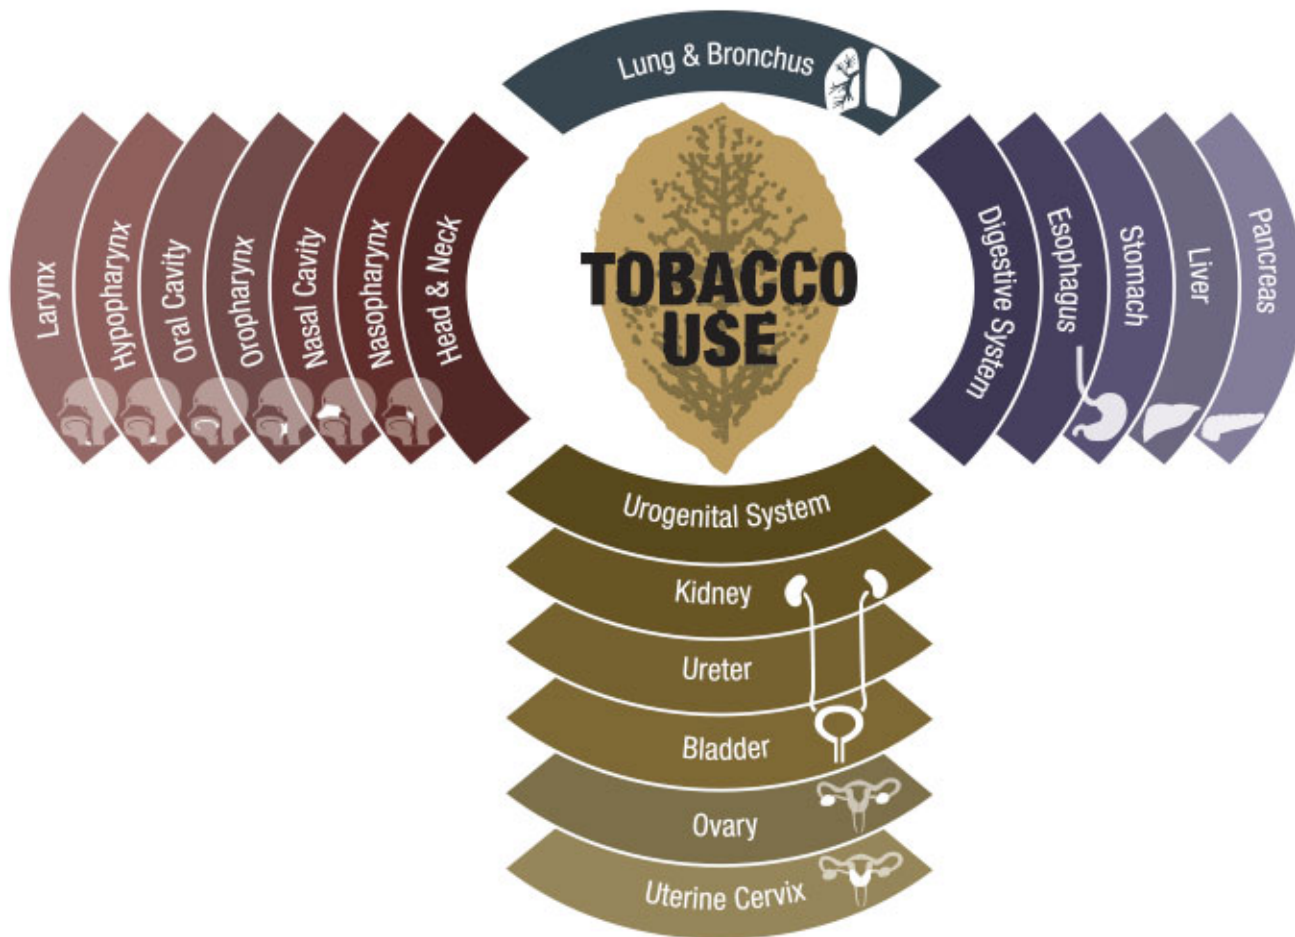 Lung & Bronchus
TOBACCO
USE
Larynx
Hypopharynx
Oral Cavity
Oropharynx
Nasal Cavity
Nasopharynx
Head & Neck
Digestive System
Esophagus
Stomach
Liver
Pancreas
Urogenital System
Kidney
Ureter
Bladder
Ovary
Uterine Cervix